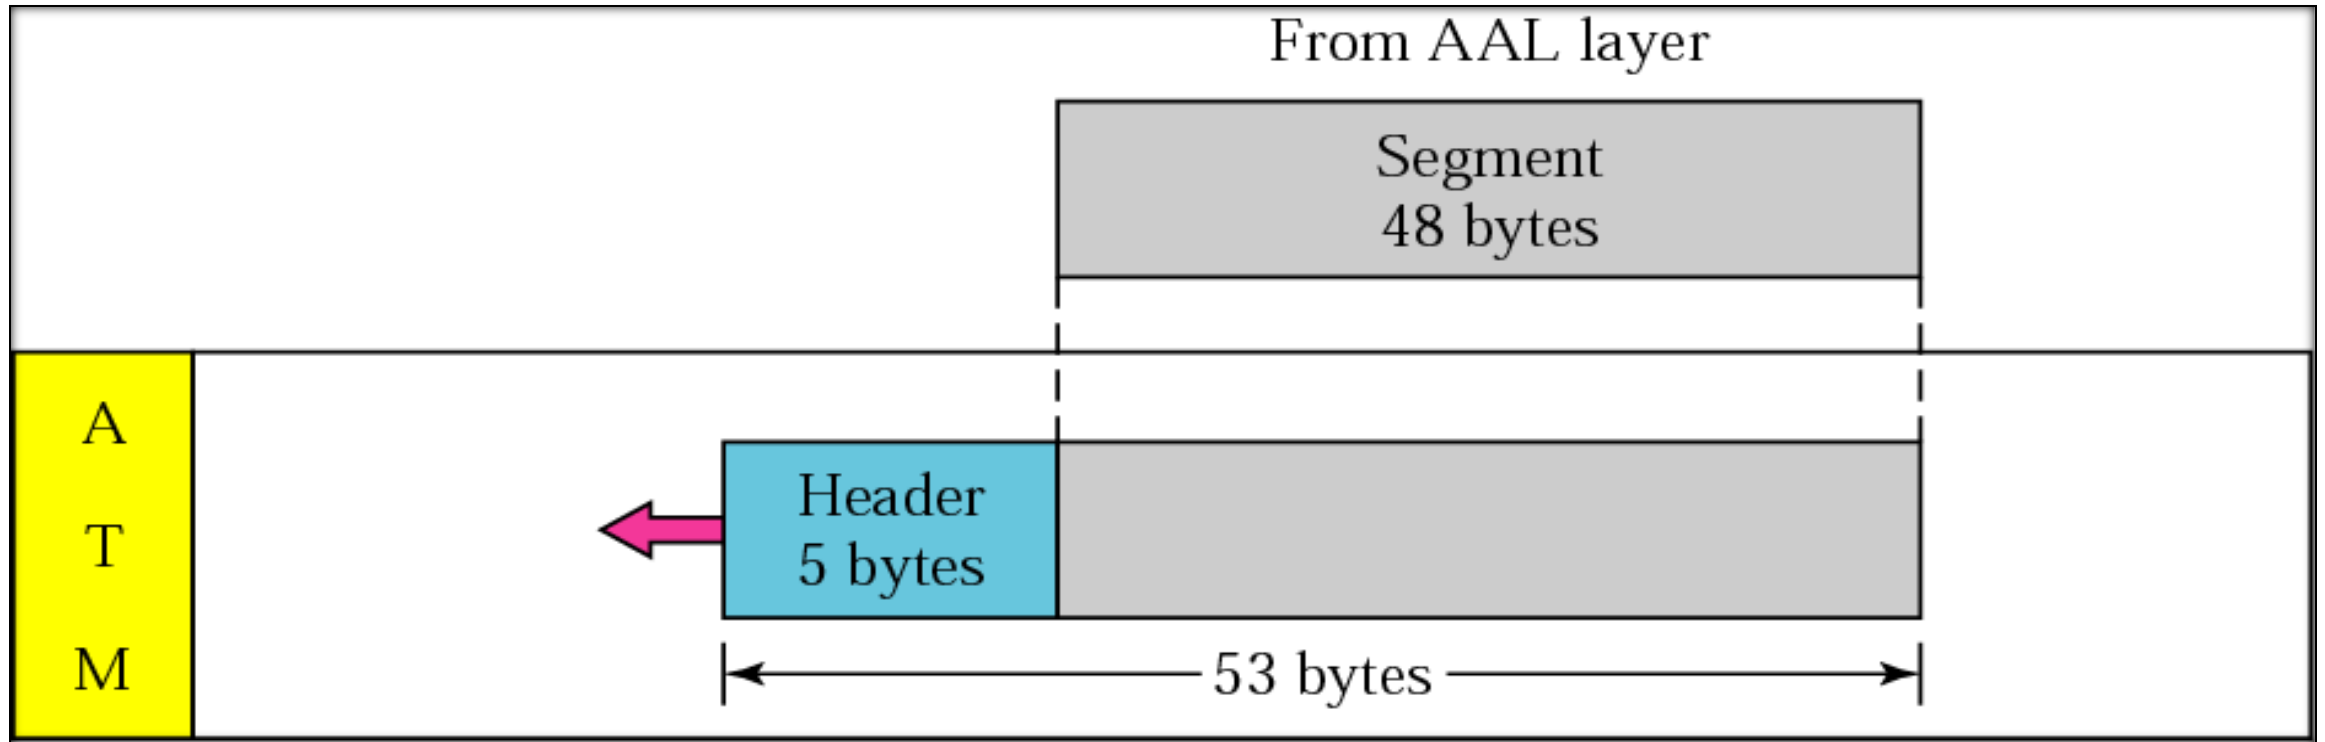 From AAL layer
Segment
48 bytes
A
T
M
Header
5 bytes
53 bytes